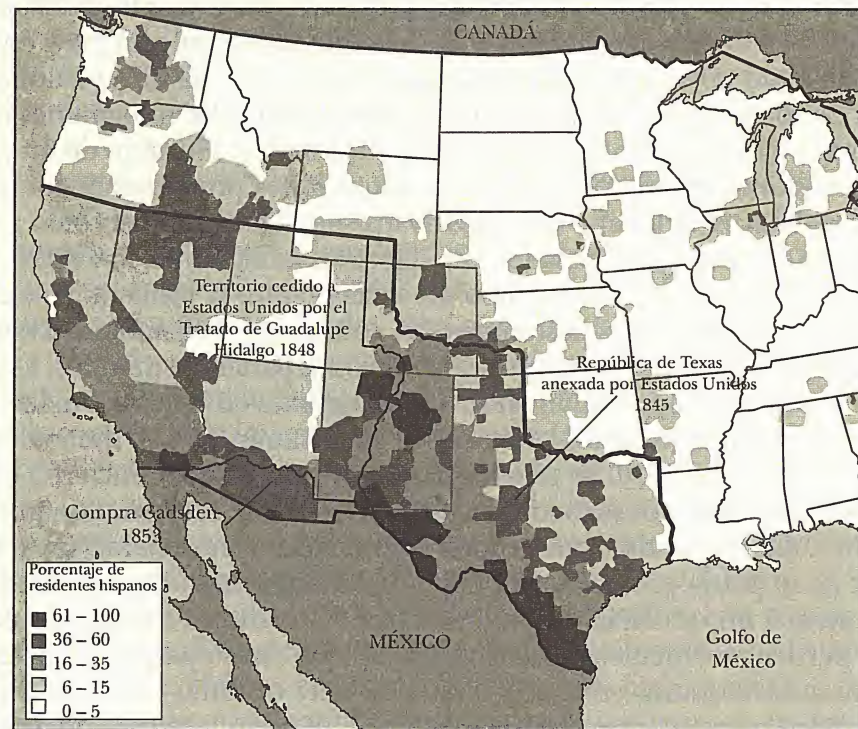 CANADÁ
Territorio cedido a
Estados Unidos por el
Tratado de Guadalupe
Hidalgo 1848
República de Texas
anexada por Estados Unidos
1845
Compra Gadsden
1853
Porcentaje de
residentes hispanos
61 – 100
36 – 60
16 – 35
6 – 15
0 – 5
MÉXICO
Golfo de
México